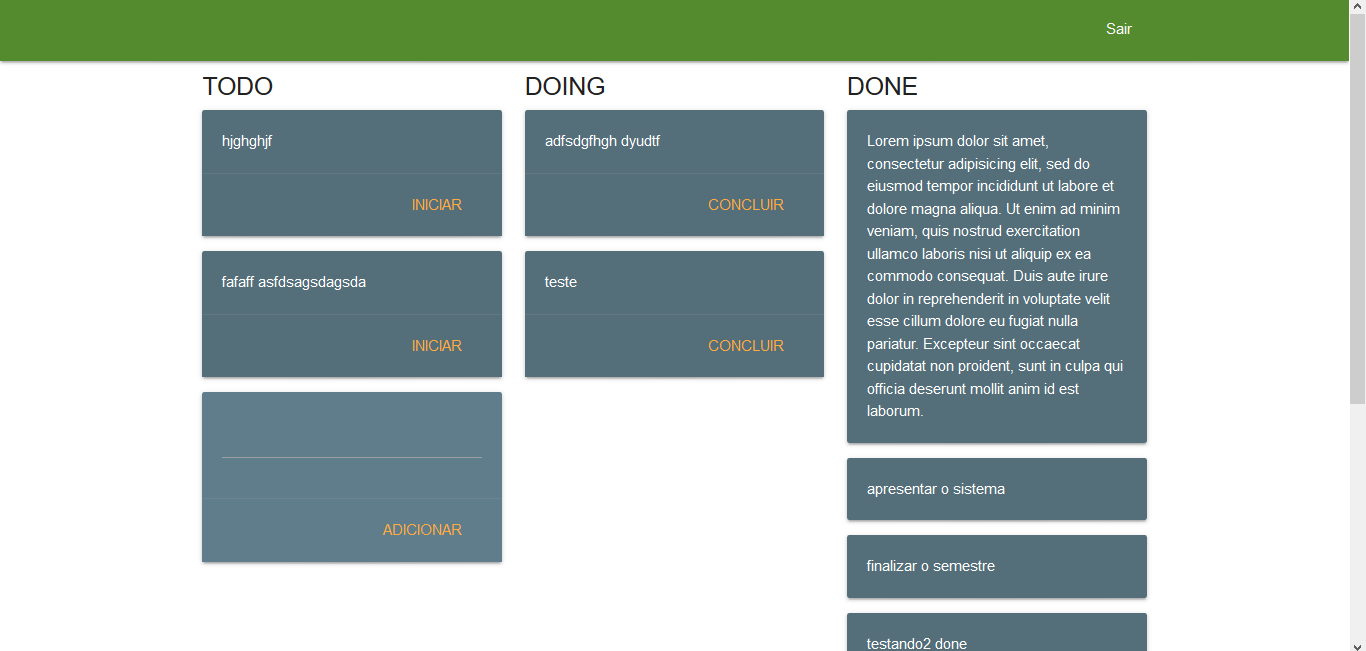 Sair
TODO
hjghghjf
INICIAR
fafaff asfdsagsdagsda
INICIAR
ADICIONAR
DOING
adfsdgfhgh dyudtf
CONCLUIR
teste
CONCLUIR
DONE
Lorem ipsum dolor sit amet,
consectetur adipisicing elit, sed do
eiusmod tempor incididunt ut labore et
dolore magna aliqua. Ut enim ad minim
veniam, quis nostrud exercitation
ullamco laboris nisi ut aliquip ex ea
commodo consequat. Duis aute irure
dolor in reprehenderit in voluptate velit
esse cillum dolore eu fugiat nulla
pariatur. Excepteur sint occaecat
cupidatat non proident, sunt in culpa qui
officia deserunt mollit anim id est
laborum.
apresentar o sistema
finalizar o semestre
testando2 done